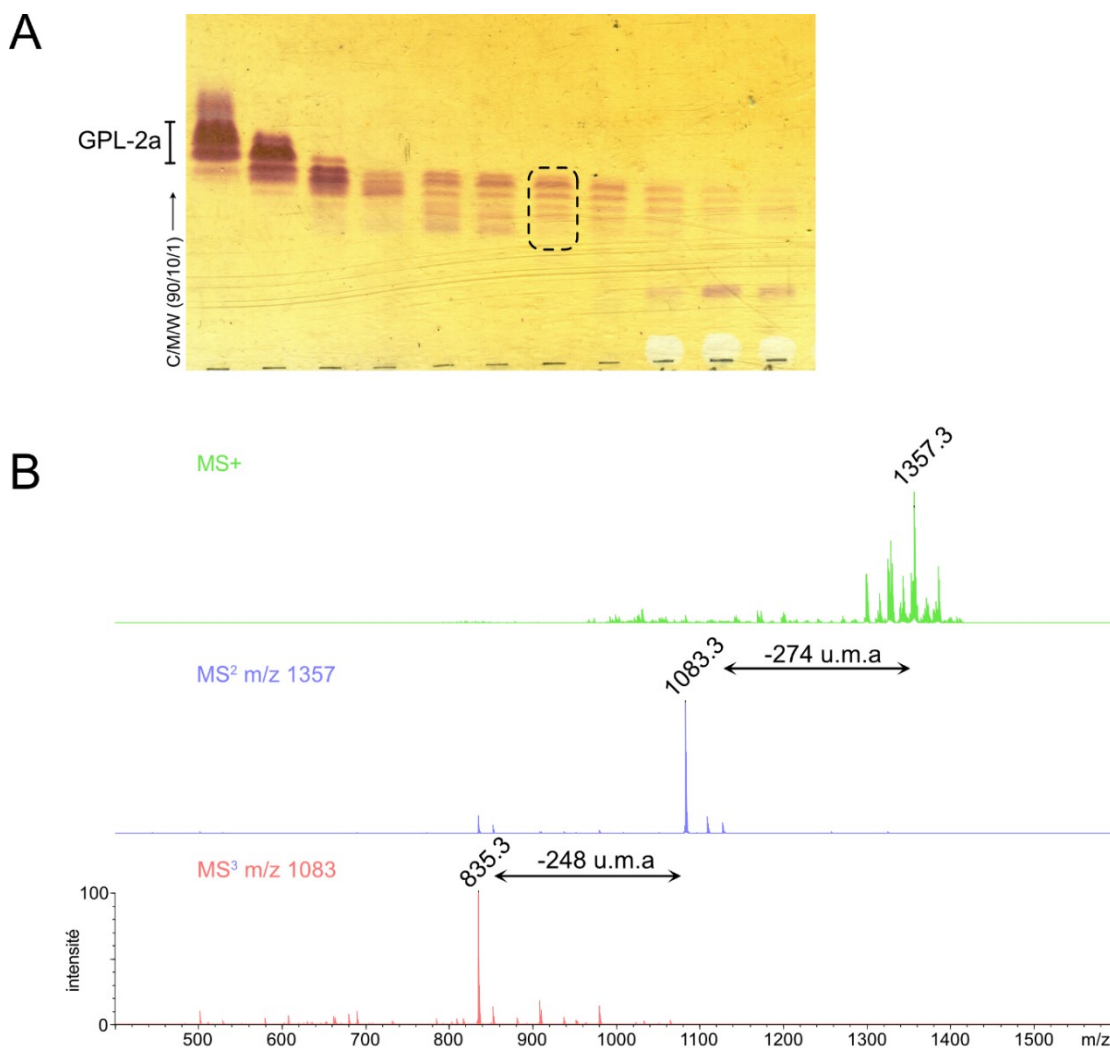 A
GPL-2a
C/M/W (90/10/1)
B
MS+
1357.3
MS² m/z 1357
1083.3
-274 u.m.a
MS³ m/z 1083
835.3
-248 u.m.a
100
intensité
0
500 600 700 800 900 1000 1100 1200 1300 1400 1500 m/z